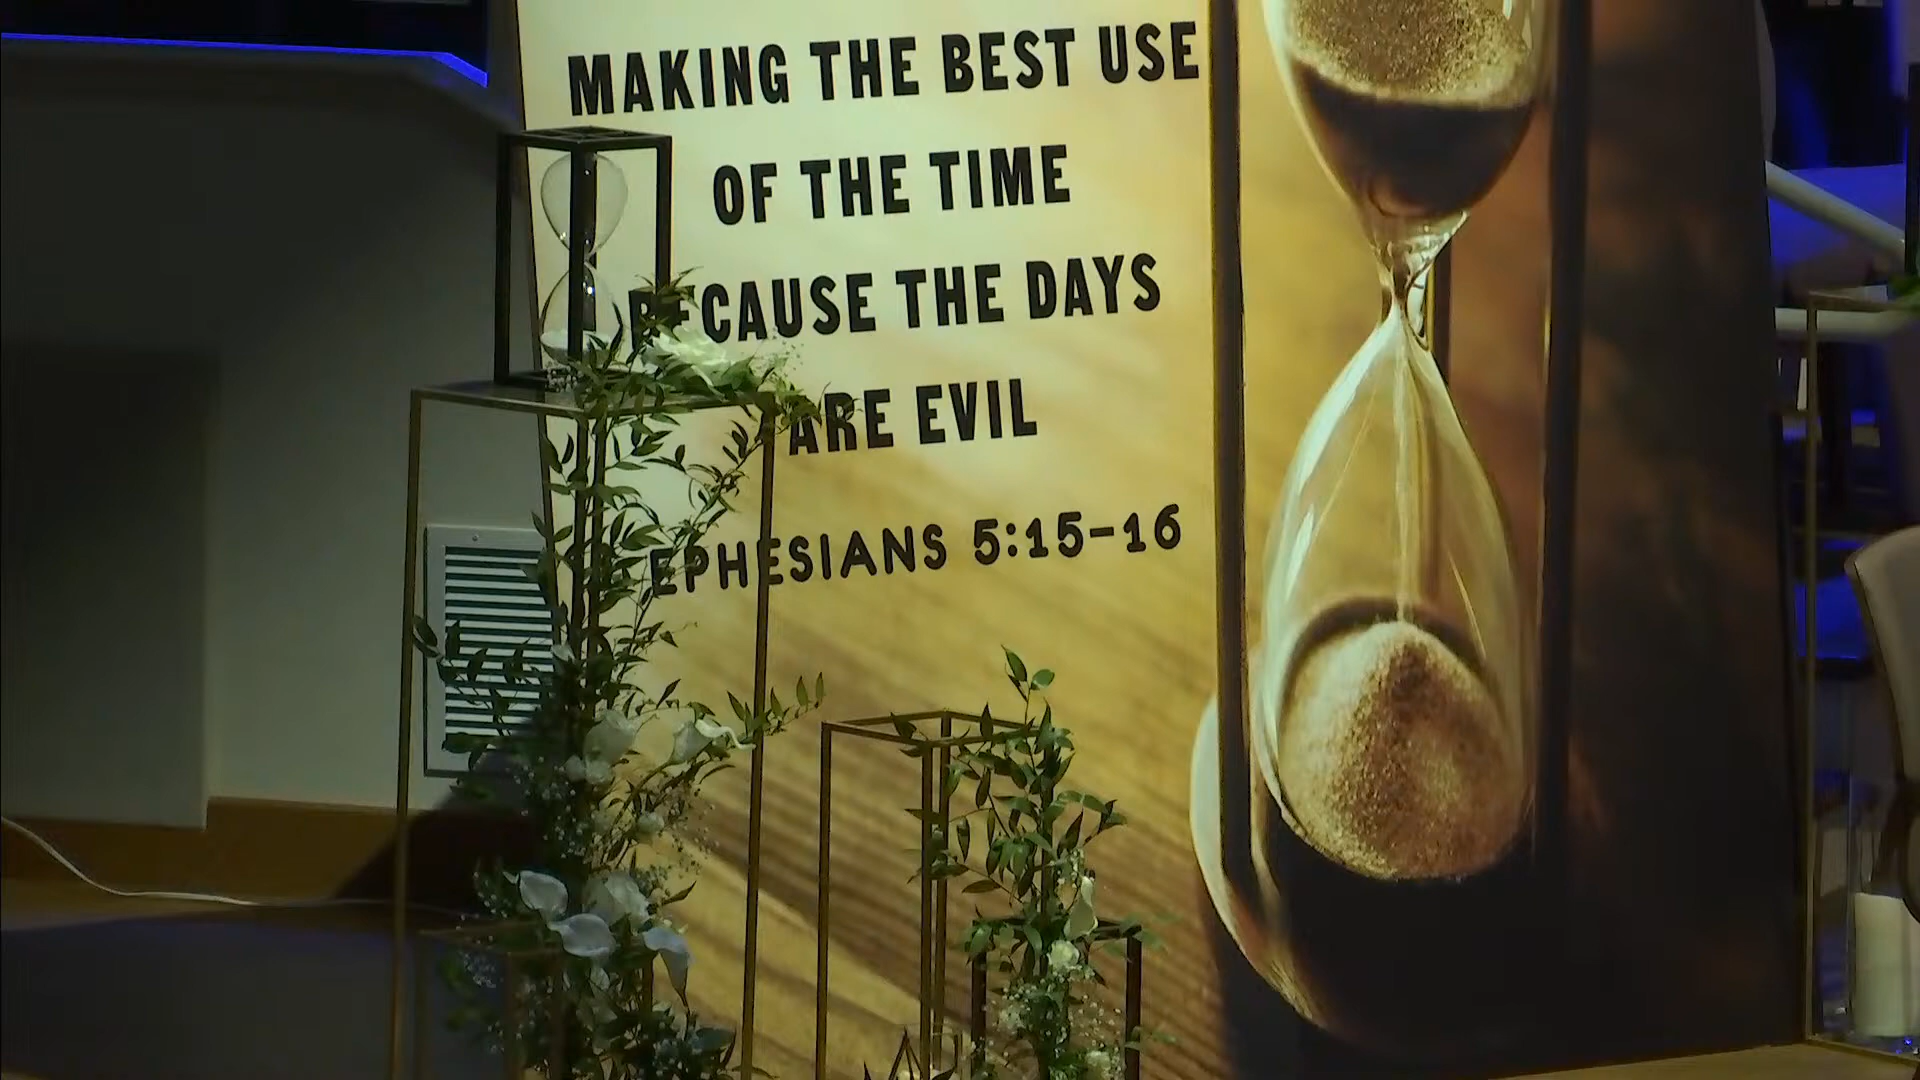 MAKING THE BEST USE
OF THE TIME
BECAUSE THE DAYS
ARE EVIL
EPHESIANS 5:15-16